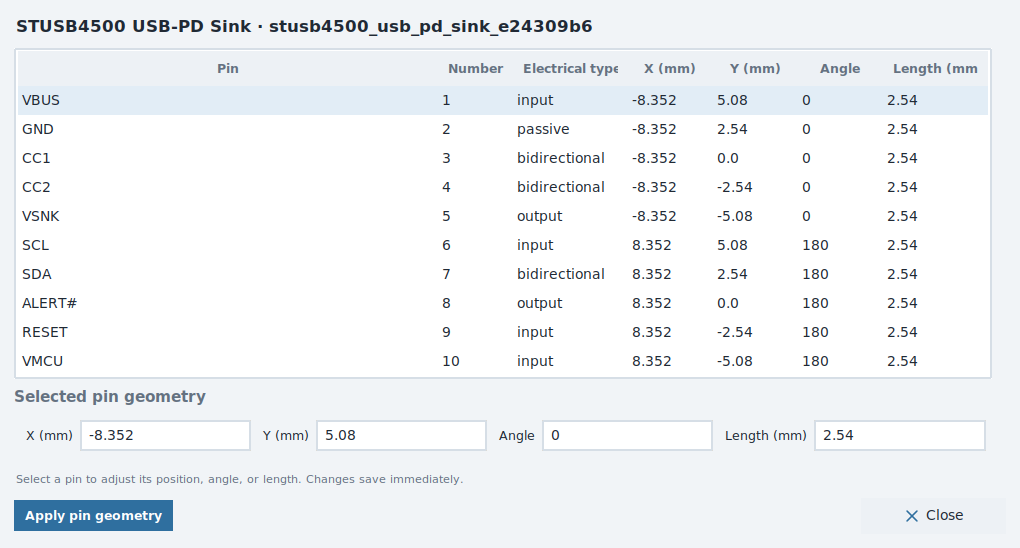 STUSB4500 USB-PD Sink · stusb4500_usb_pd_sink_e24309b6
Pin Number Electrical type X (mm) Y (mm) Angle Length (mm
VBUS 1 input -8.352 5.08 0 2.54
GND 2 passive -8.352 2.54 0 2.54
CC1 3 bidirectional -8.352 0.0 0 2.54
CC2 4 bidirectional -8.352 -2.54 0 2.54
VSNK 5 output -8.352 -5.08 0 2.54
SCL 6 input 8.352 5.08 180 2.54
SDA 7 bidirectional 8.352 2.54 180 2.54
ALERT# 8 output 8.352 0.0 180 2.54
RESET 9 input 8.352 -2.54 180 2.54
VMCU 10 input 8.352 -5.08 180 2.54
Selected pin geometry
X (mm) -8.352 Y (mm) 5.08 Angle 0 Length (mm) 2.54
Select a pin to adjust its position, angle, or length. Changes save immediately.
Apply pin geometry Close